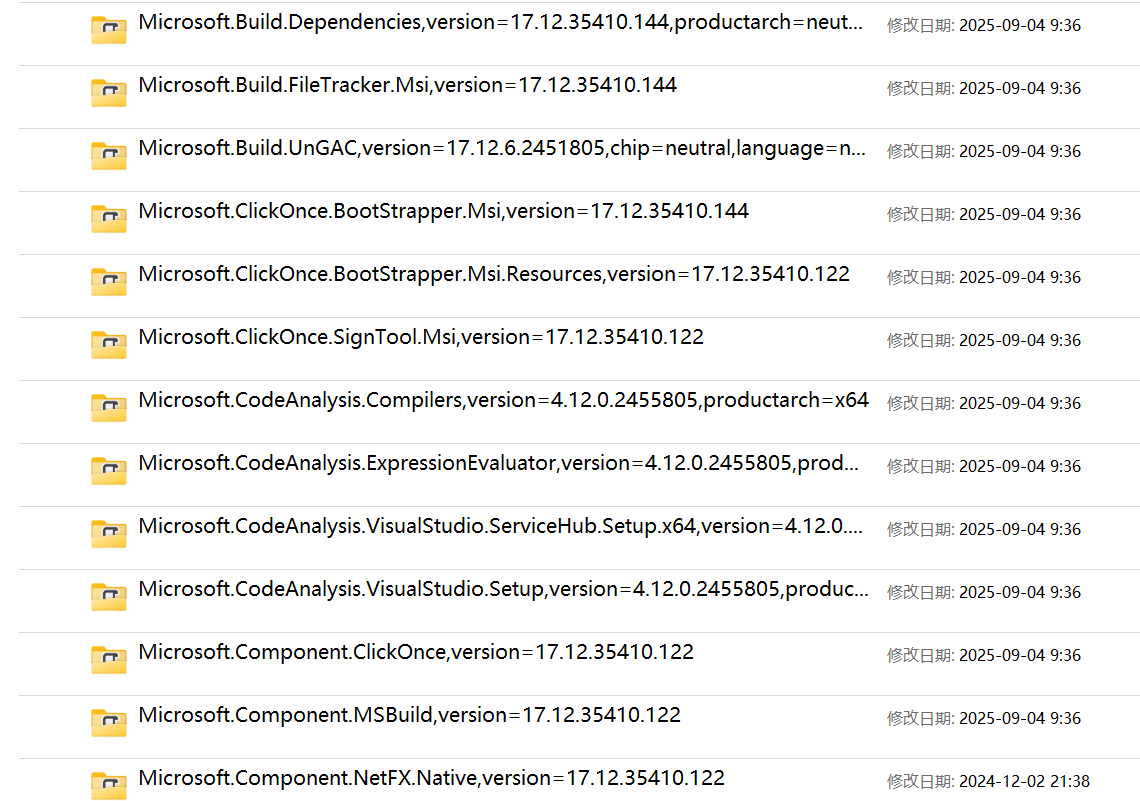 Microsoft.Build.Dependencies,version=17.12.35410.144,productarch=neut... 修改日期: 2025-09-04 9:36
Microsoft.Build.FileTracker.Msi,version=17.12.35410.144 修改日期: 2025-09-04 9:36
Microsoft.Build.UnGAC,version=17.12.6.2451805,chip=neutral,language=n... 修改日期: 2025-09-04 9:36
Microsoft.ClickOnce.BootStrapper.Msi,version=17.12.35410.144 修改日期: 2025-09-04 9:36
Microsoft.ClickOnce.BootStrapper.Msi.Resources,version=17.12.35410.122 修改日期: 2025-09-04 9:36
Microsoft.ClickOnce.SignTool.Msi,version=17.12.35410.122 修改日期: 2025-09-04 9:36
Microsoft.CodeAnalysis.Compilers,version=4.12.0.2455805,productarch=x64 修改日期: 2025-09-04 9:36
Microsoft.CodeAnalysis.ExpressionEvaluator,version=4.12.0.2455805,prod... 修改日期: 2025-09-04 9:36
Microsoft.CodeAnalysis.VisualStudio.ServiceHub.Setup.x64,version=4.12.0.... 修改日期: 2025-09-04 9:36
Microsoft.CodeAnalysis.VisualStudio.Setup,version=4.12.0.2455805,produc... 修改日期: 2025-09-04 9:36
Microsoft.Component.ClickOnce,version=17.12.35410.122 修改日期: 2025-09-04 9:36
Microsoft.Component.MSBuild,version=17.12.35410.122 修改日期: 2025-09-04 9:36
Microsoft.Component.NetFX.Native,version=17.12.35410.122 修改日期: 2024-12-02 21:38